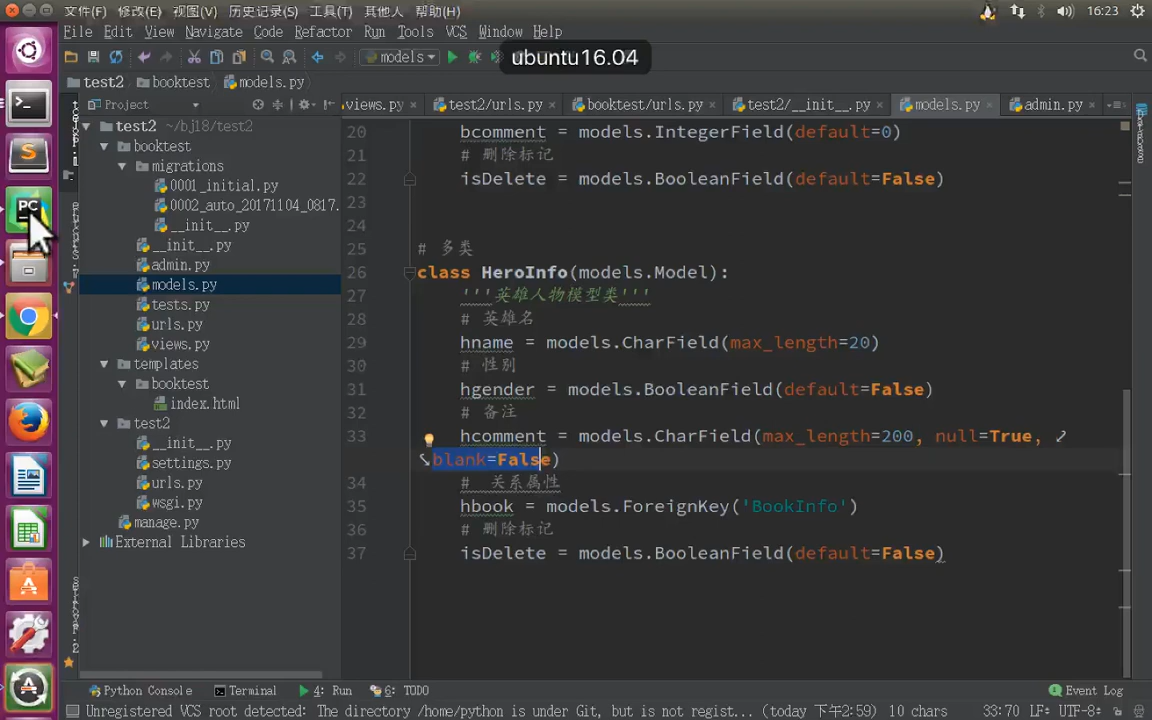 文件(F) 修改(E) 视图(V) 历史记录(S) 工具(T) 其他人 帮助(H) 16:23
File Edit View Navigate Code Refactor Run Tools VCS Window Help
models ubuntu16.04
test2 booktest models.py
Project views.py × test2/urls.py × booktest/urls.py × test2/__init__.py × models.py × admin.py ×
test2 ~/bj18/test2
booktest
migrations
0001_initial.py
0002_auto_20171104_0817.
__init__.py
__init__.py
admin.py
models.py
tests.py
urls.py
views.py
templates
booktest
index.html
test2
__init__.py
settings.py
urls.py
wsgi.py
manage.py
External Libraries
20 bcomment = models.IntegerField(default=0)
21 # 删除标记
22 isDelete = models.BooleanField(default=False)
23
24
25 # 多类
26 class HeroInfo(models.Model):
27 '''英雄人物模型类'''
28 # 英雄名
29 hname = models.CharField(max_length=20)
30 # 性别
31 hgender = models.BooleanField(default=False)
32 # 备注
33 hcomment = models.CharField(max_length=200, null=True,
blank=False)
34 # 关系属性
35 hbook = models.ForeignKey('BookInfo')
36 # 删除标记
37 isDelete = models.BooleanField(default=False)
Python Console Terminal 4: Run 6: TODO Event Log
Unregistered VCS root detected: The directory /home/python is under Git, but is not regist... (today 下午2:59) 10 chars 33:70 LF÷ UTF-8÷